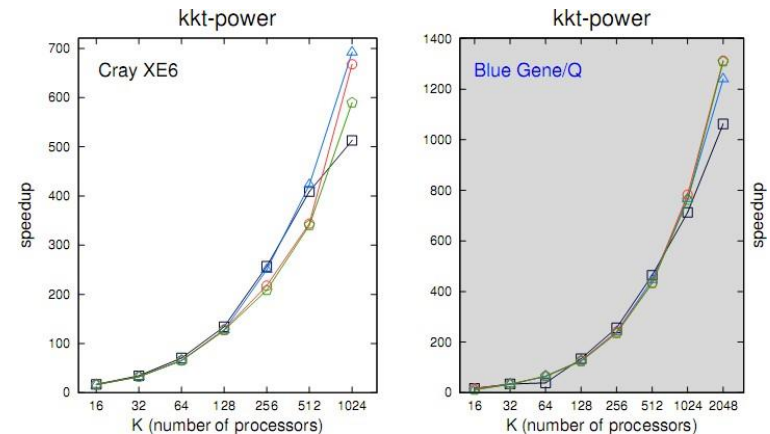 kkt-power
Cray XE6
speedup
700
600
500
400
300
200
100
0
16 32 64 128 256 512 1024
K (number of processors)
kkt-power
Blue Gene/Q
speedup
1400
1200
1000
800
600
400
200
0
16 32 64 128 256 512 1024 2048
K (number of processors)